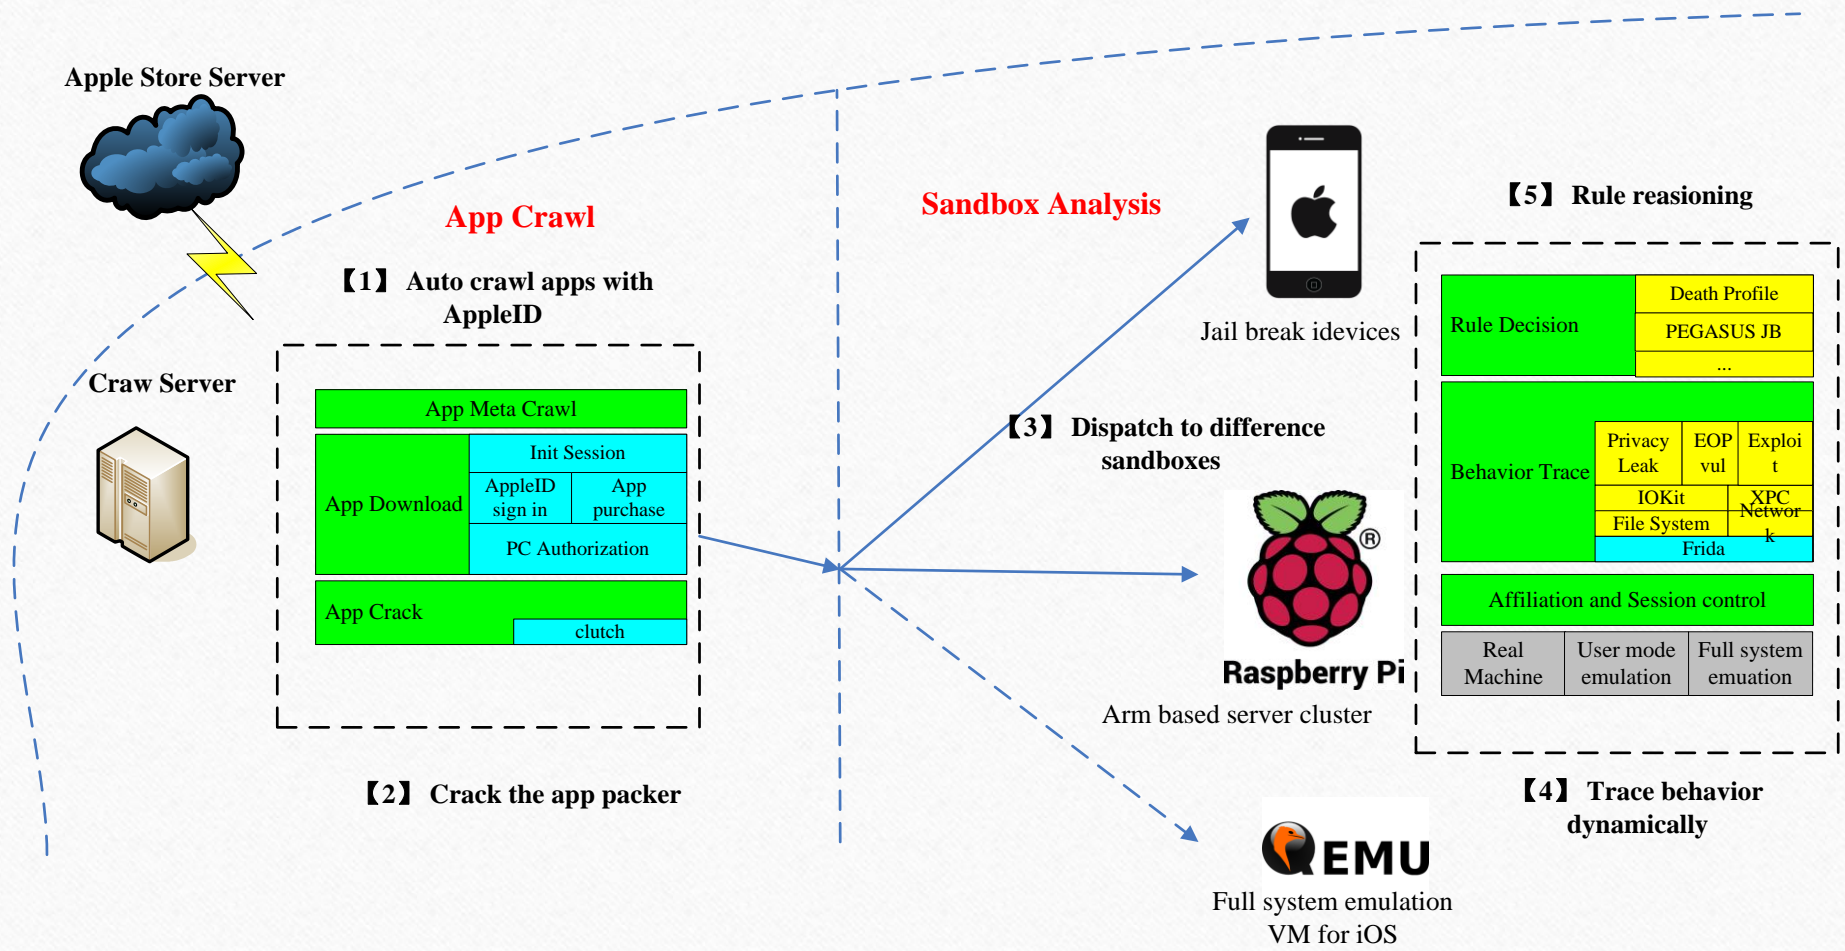 Apple Store Server
Craw Server
App Crawl
【1】 Auto crawl apps with
AppleID
App Meta Crawl
App Download
Init Session
AppleID
sign in
App
purchase
PC Authorization
App Crack
clutch
【2】 Crack the app packer
Sandbox Analysis
【3】 Dispatch to difference
sandboxes
Jail break idevices
®
Raspberry Pi
Arm based server cluster
QEMU
Full system emulation
VM for iOS
【5】 Rule reasioning
Rule Decision
Death Profile
PEGASUS JB
...
Behavior Trace
Privacy
Leak
EOP
vul
Exploi
t
IOKit
XPC
File System
Networ
k
Frida
Affiliation and Session control
Real
Machine
User mode
emulation
Full system
emuation
【4】 Trace behavior
dynamically